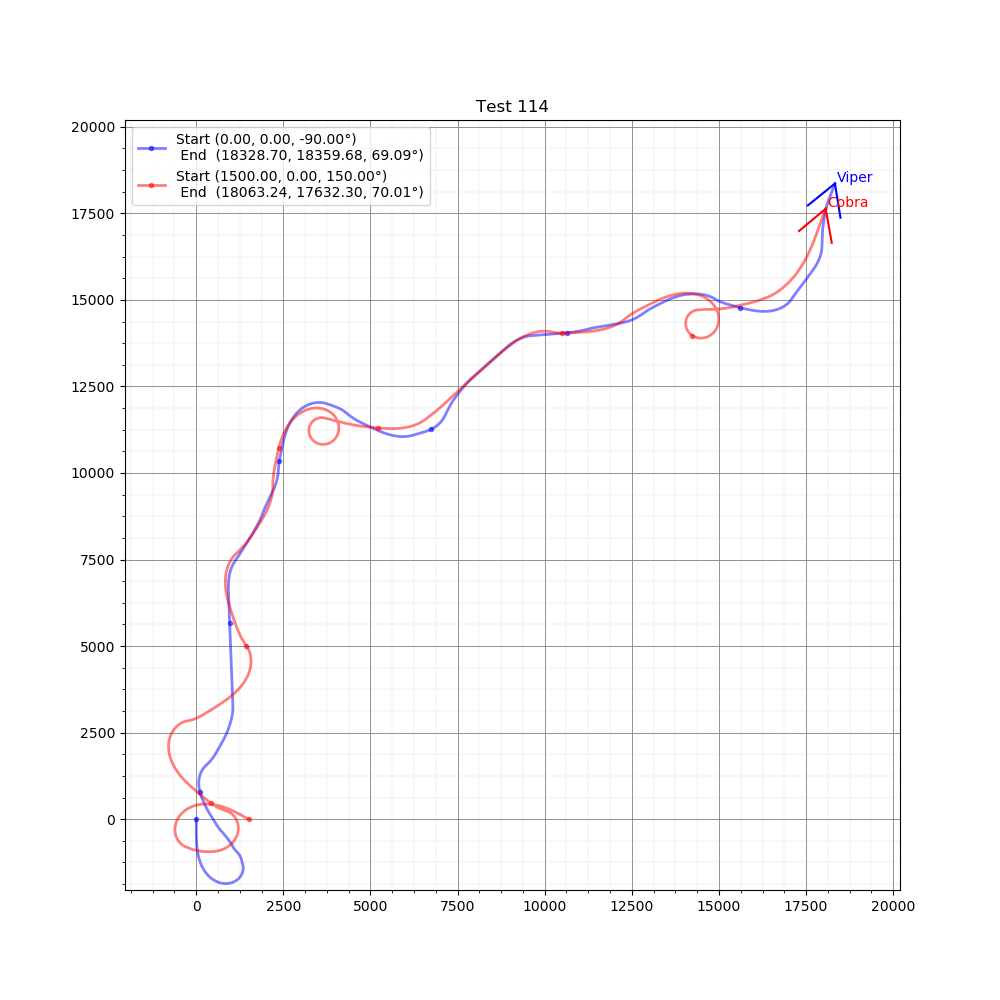 Test 114
Start (0.00, 0.00, -90.00°)
End (18328.70, 18359.68, 69.09°)
Start (1500.00, 0.00, 150.00°)
End (18063.24, 17632.30, 70.01°)
Viper
Cobra
20000
17500
15000
12500
10000
7500
5000
2500
0
0 2500 5000 7500 10000 12500 15000 17500 20000